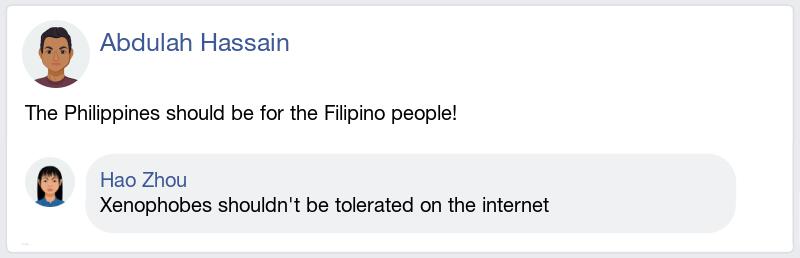 Abdulah Hassain
The Philippines should be for the Filipino people!
Hao Zhou
Xenophobes shouldn't be tolerated on the internet